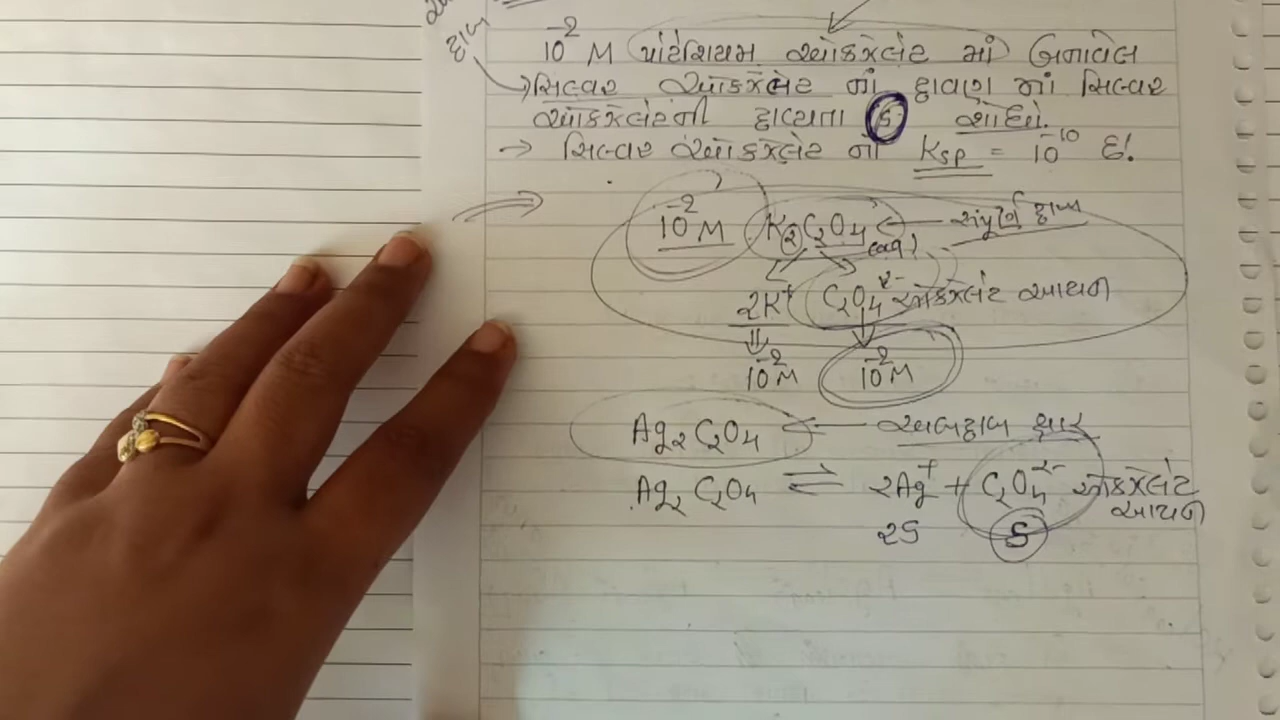 10⁻² M પોટેશિયમ ઓક્ઝેલેટ માં બનાવેલ
સિલ્વર ઓક્ઝેલેટ નાં દ્રાવણ માં સિલ્વર
ઓક્ઝેલેટની દ્રાવ્યતા S શોધો.
→ સિલ્વર ઓક્ઝેલેટ નો Ksp = 10⁻¹⁰ છે.
10⁻² M K₂C₂O₄ (aq) ← સંપૂર્ણ દ્રાવ્ય
2K⁺ C₂O₄²⁻ ઓક્ઝેલેટ આયન
10⁻² M 10⁻² M
Ag₂C₂O₄ ← અલ્પદ્રાવ્ય ક્ષાર
Ag₂C₂O₄ ⇌ 2Ag⁺ + C₂O₄²⁻ ઓક્ઝેલેટ
આયન
2S S